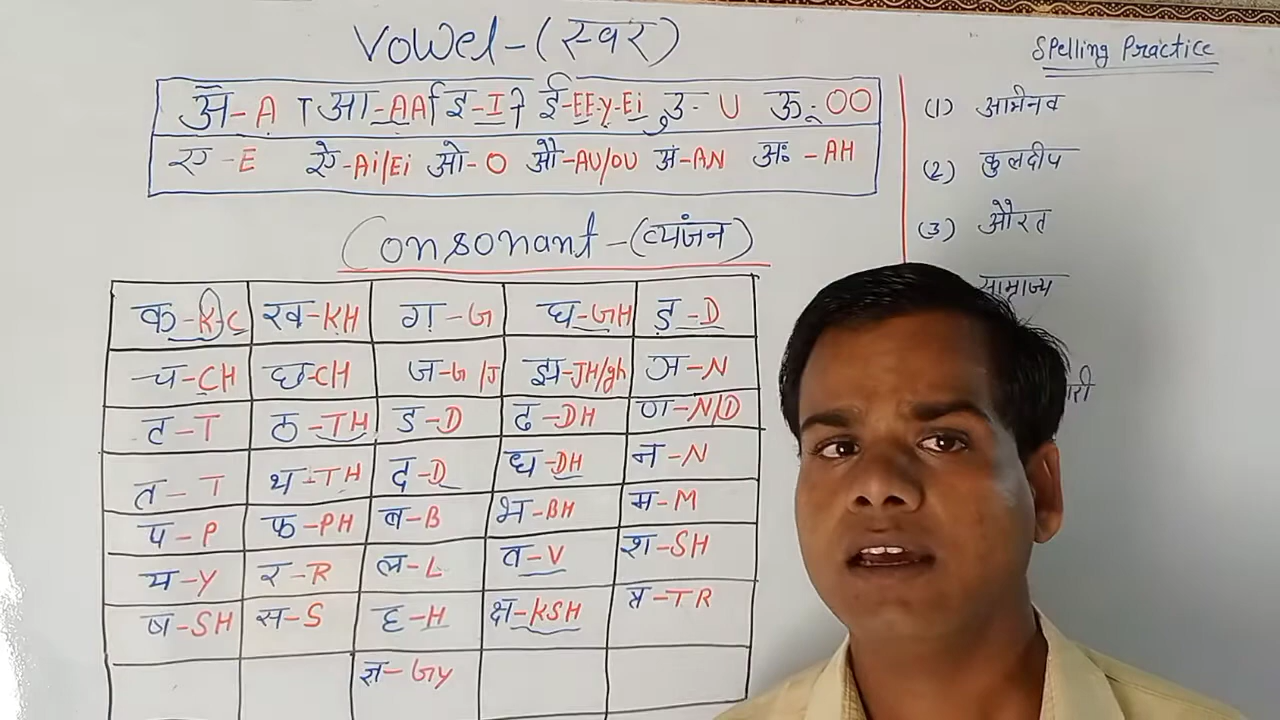 Vowel-(स्वर)
अ-A ा आ-AA ि इ-I ी ई-EE-y-Ei ु उ-U ऊ ू-OO
ए-E ऐ-Ai/Ei ओ-O औ-AU/OU अं-AN अः-AH
Consonant-(व्यंजन)
क-K-C ख-KH ग-G घ-GH ड़-D
च-CH छ-CH ज-G/J झ-JH/gh ञ-N
ट-T ठ-TH ड-D ढ-DH ण-N/D
त-T थ-TH द-D ध-DH न-N
प-P फ-PH ब-B भ-BH म-M
य-Y र-R ल-L व-V श-SH
ष-SH स-S ह-H क्ष-KSH त्र-TR
ज्ञ-Gy
Spelling Practice
(1) अभिनव
(2) कुलदीप
(3) औरत
साम्राज्य
ारी